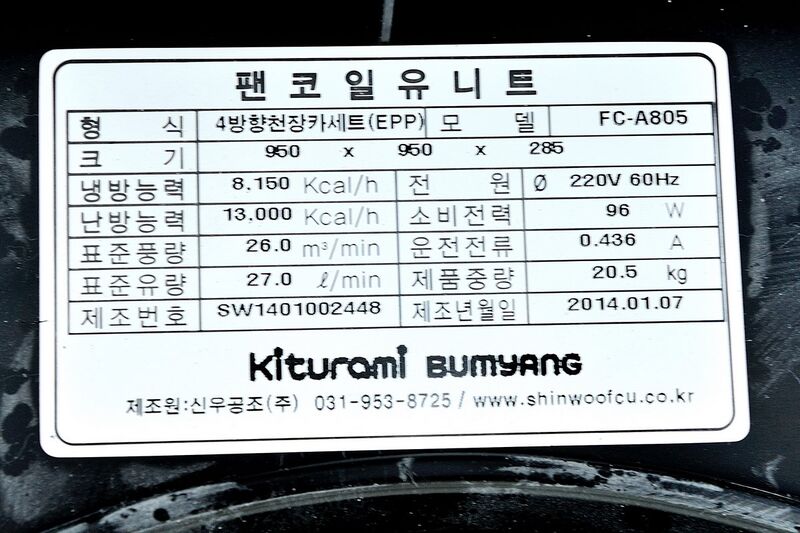 팬코일유니트
형 식 4방향천장카세트(EPP) 모 델 FC-A805
크 기 950 x 950 x 285
냉방능력 8.150 Kcal/h 전 원 Ø 220V 60Hz
난방능력 13.000 Kcal/h 소비전력 96 W
표준풍량 26.0 m³/min 운전전류 0.436 A
표준유량 27.0 ℓ/min 제품중량 20.5 kg
제조번호 SW1401002448 제조년월일 2014.01.07
Kiturami BUMYANG
제조원:신우공조(주) 031-953-8725 / www.shinwoofcu.co.kr